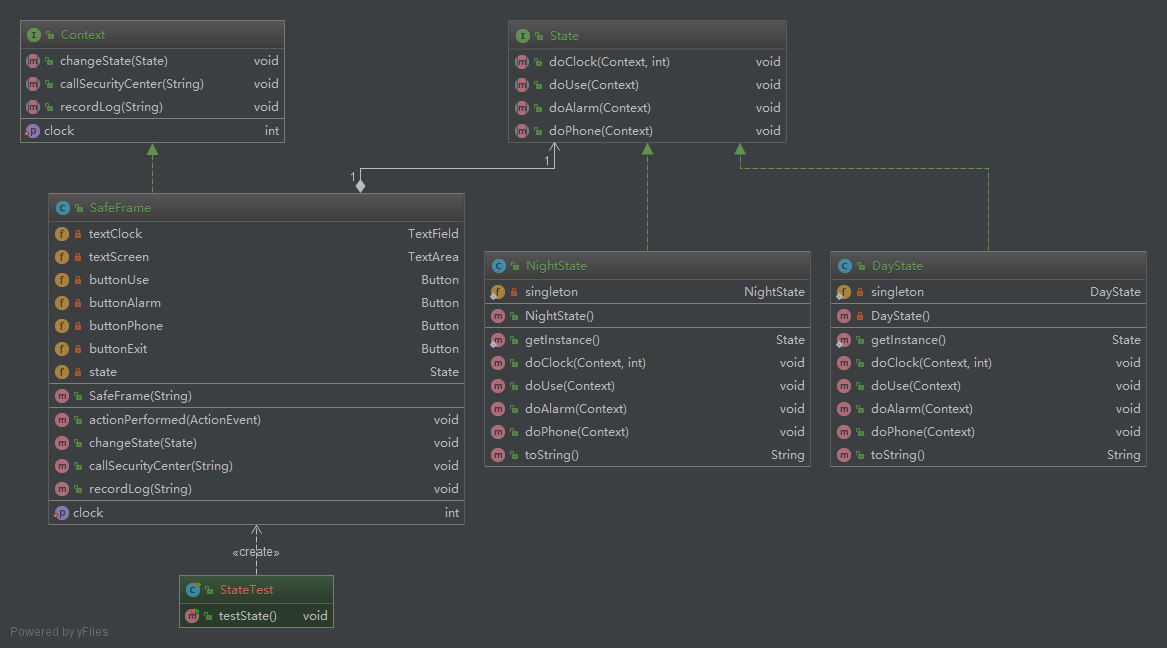 Context
changeState(State) void
callSecurityCenter(String) void
recordLog(String) void
clock int
State
doClock(Context, int) void
doUse(Context) void
doAlarm(Context) void
doPhone(Context) void
1
1
SafeFrame
textClock TextField
textScreen TextArea
buttonUse Button
buttonAlarm Button
buttonPhone Button
buttonExit Button
state State
SafeFrame(String)
actionPerformed(ActionEvent) void
changeState(State) void
callSecurityCenter(String) void
recordLog(String) void
clock int
NightState
singleton NightState
NightState()
getInstance() State
doClock(Context, int) void
doUse(Context) void
doAlarm(Context) void
doPhone(Context) void
toString() String
DayState
singleton DayState
DayState()
getInstance() State
doClock(Context, int) void
doUse(Context) void
doAlarm(Context) void
doPhone(Context) void
toString() String
«create»
StateTest
testState() void
Powered by yFiles